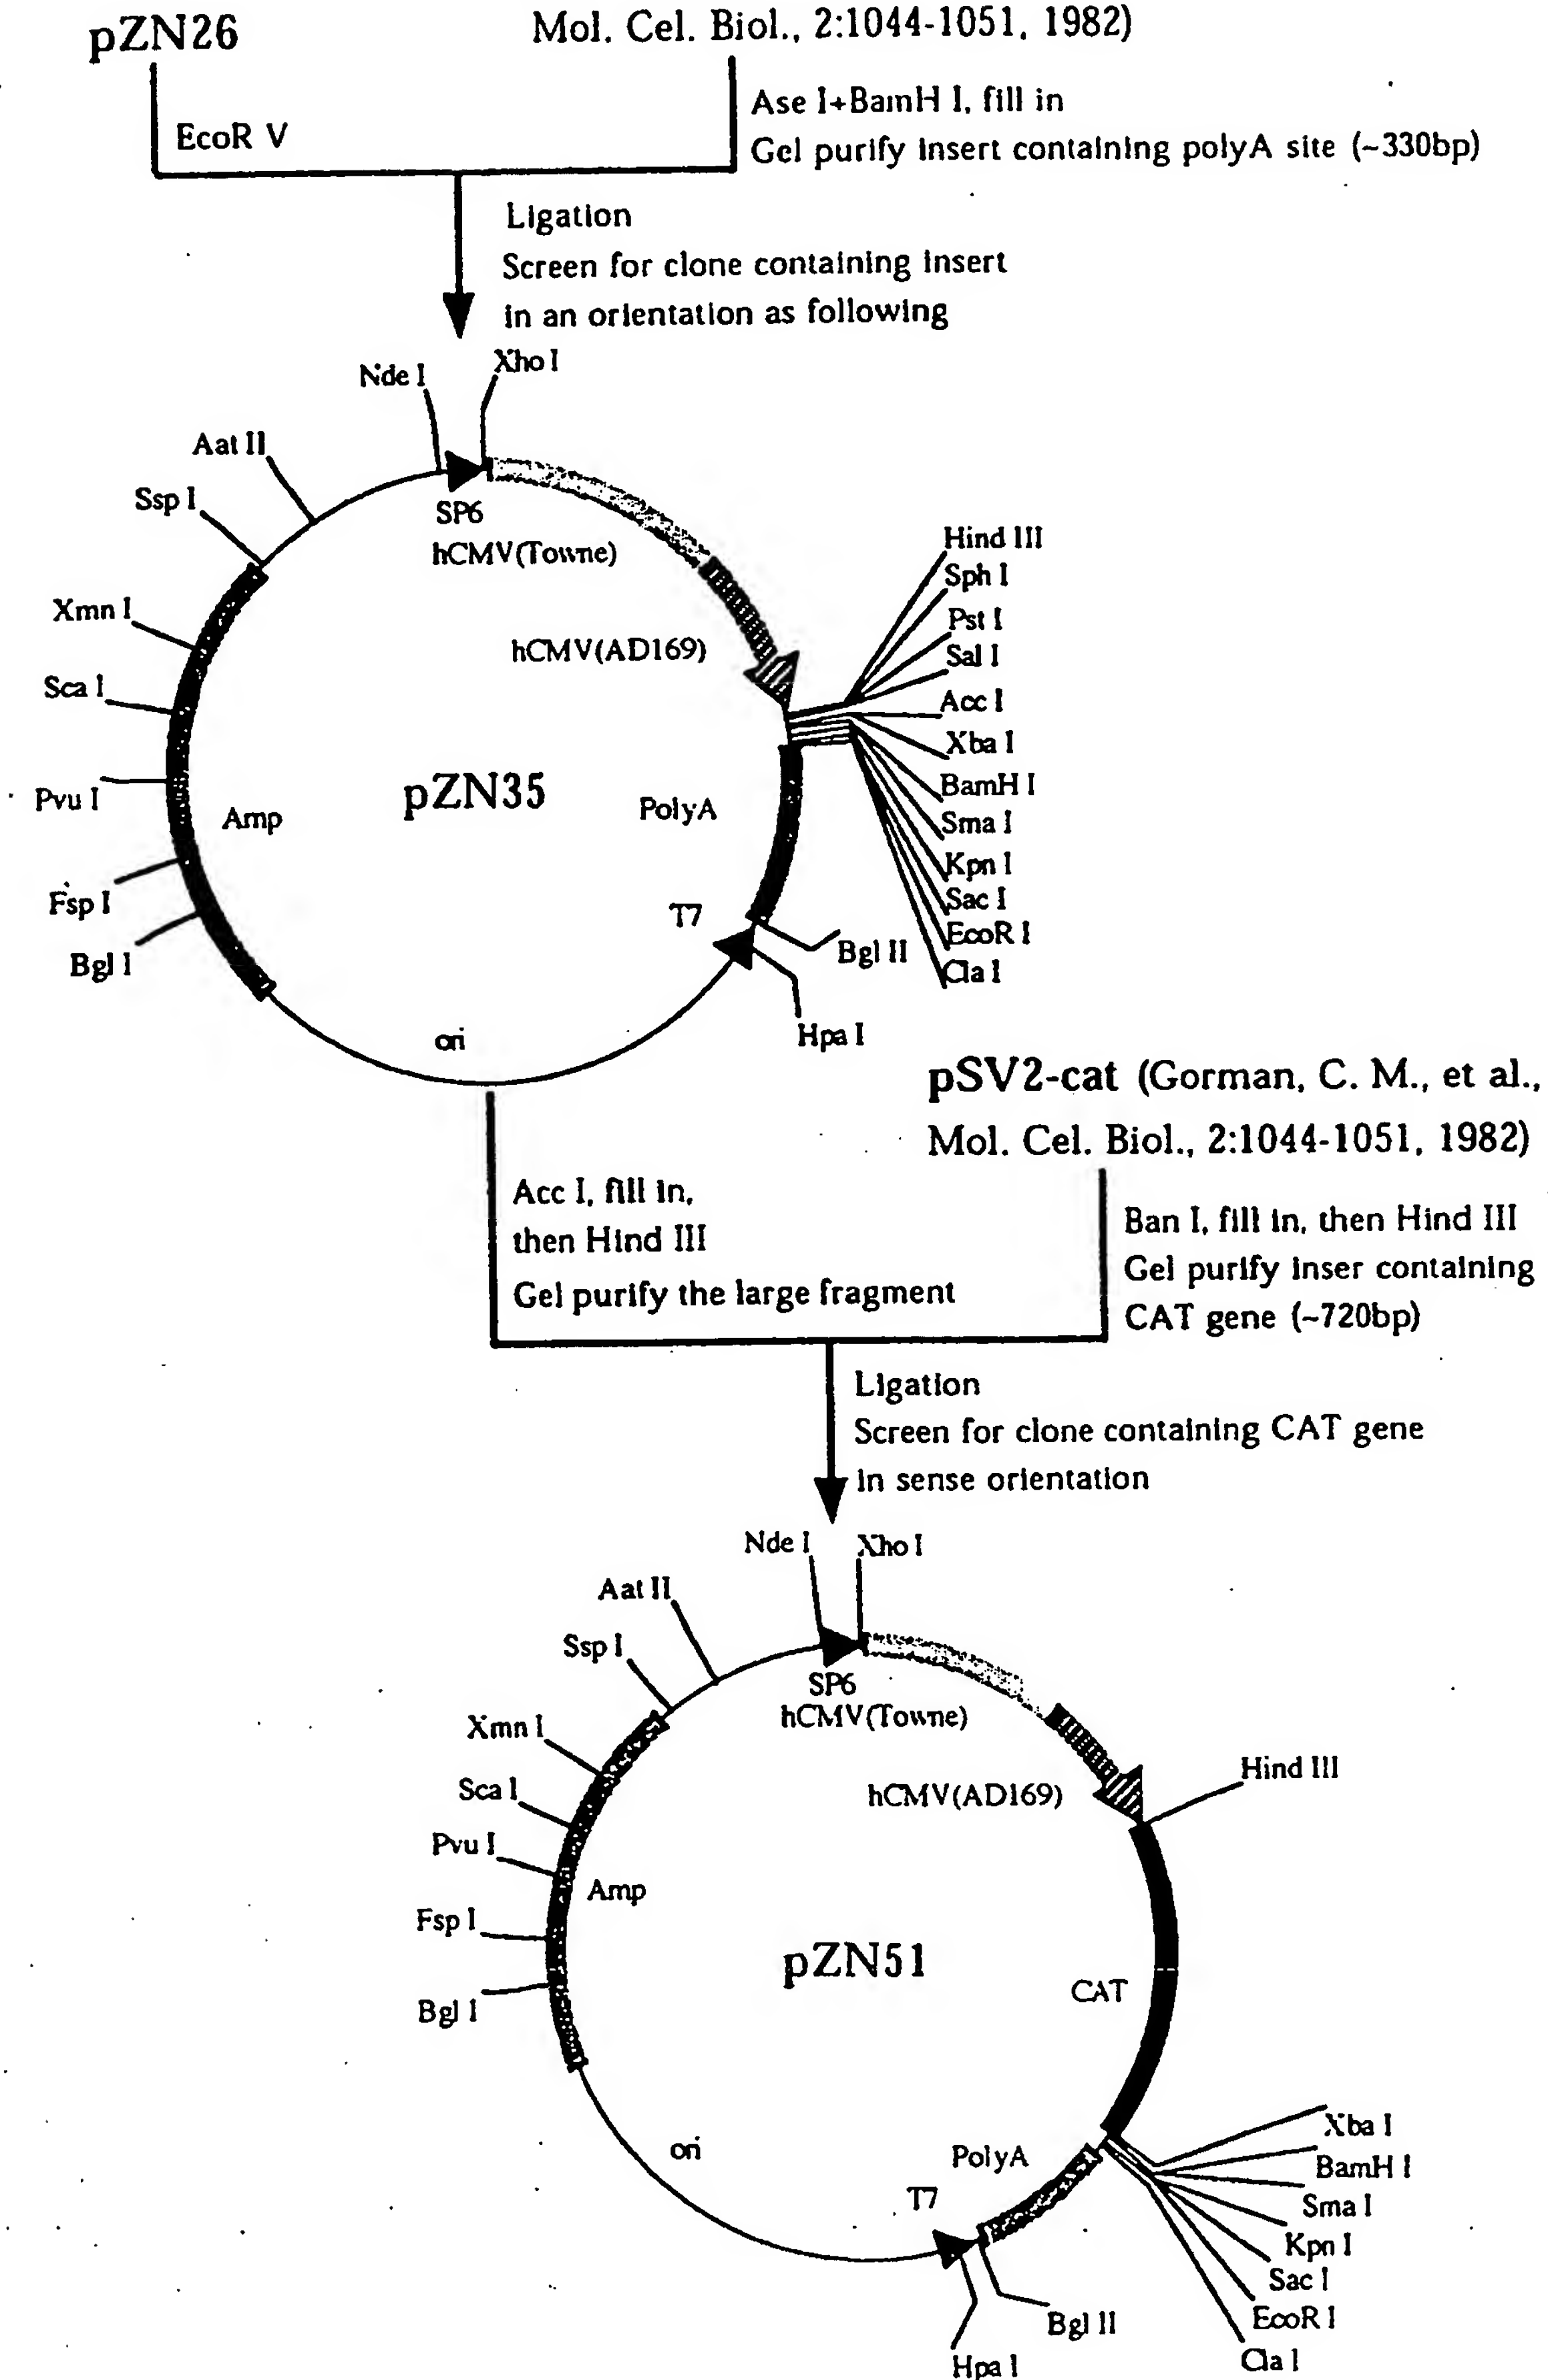 pZN26
Mol. Cel. Biol., 2:1044-1051, 1982)
EcoR V
Ase I+BamH I, fill in
Gel purify insert containing polyA site (~330bp)
Ligation
Screen for clone containing insert
in an orientation as following
Nde I
Xho I
Aat II
Ssp I
Xmn I
Sca I
Pvu I
Fsp I
Bgl I
SP6
hCMV(Towne)
hCMV(AD169)
Hind III
Sph I
Pst I
Sal I
Acc I
Xba I
BamH I
Sma I
Kpn I
Sac I
EcoR I
Cla I
pZN35
Amp
PolyA
T7
Bgl II
Hpa I
ori
pSV2-cat (Gorman, C. M., et al.,
Mol. Cel. Biol., 2:1044-1051, 1982)
Acc I, fill in,
then Hind III
Gel purify the large fragment
Ban I, fill in, then Hind III
Gel purify inser containing
CAT gene (~720bp)
Ligation
Screen for clone containing CAT gene
in sense orientation
Nde I
Xho I
Aat II
Ssp I
Xmn I
Sca I
Pvu I
Fsp I
Bgl I
SP6
hCMV(Towne)
hCMV(AD169)
Hind III
Amp
pZN51
CAT
ori
PolyA
T7
Xba I
BamH I
Sma I
Kpn I
Sac I
EcoR I
Cla I
Bgl II
Hpa I